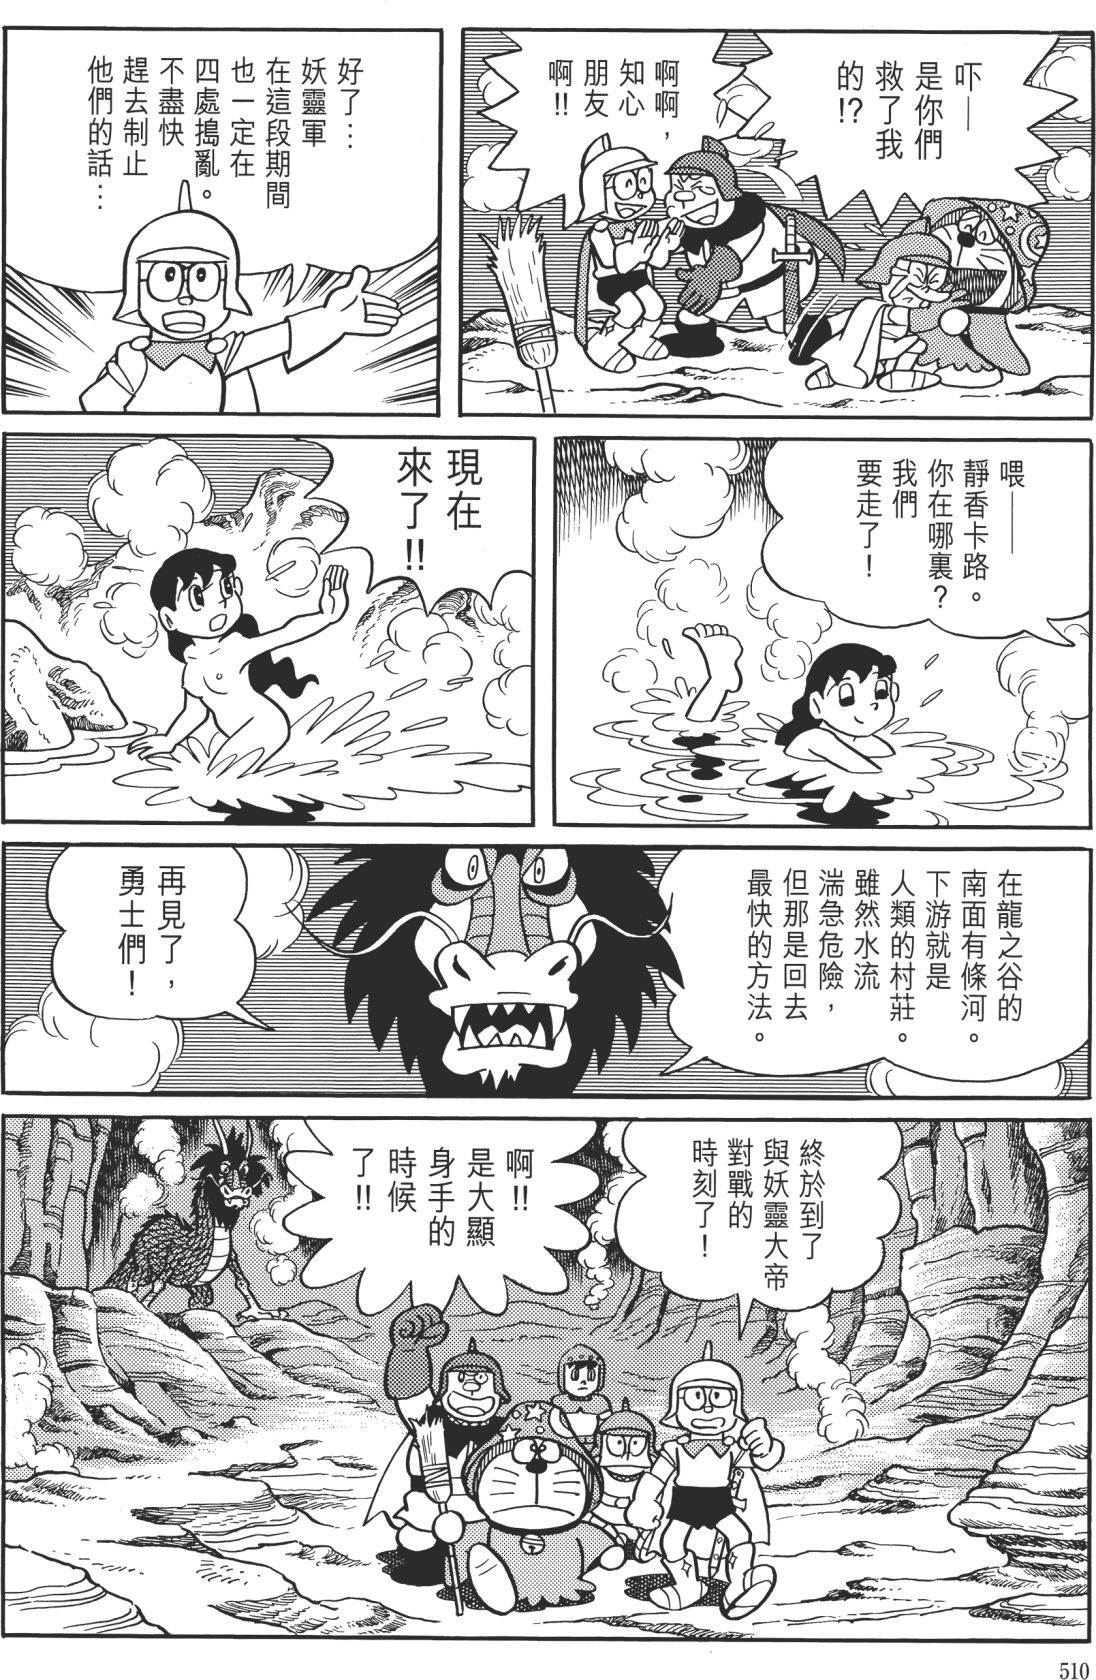 吓—
是你們
救了我
的!?
啊啊，
知心
朋友
啊!!
好了…
妖靈軍
在這段期間
也一定在
四處搗亂。
不盡快
趕去制止
他們的話…
喂——
靜香卡路。
你在哪裏？
我們
要走了！
現在
來了!!
在龍之谷的
南面有條河。
下游就是
人類的村莊。
雖然水流
湍急危險，
但那是回去
最快的方法。
再見了，
勇士們！
終於到了
與妖靈大帝
對戰的
時刻了！
啊!!
是大顯
身手的
時候
了!!
510